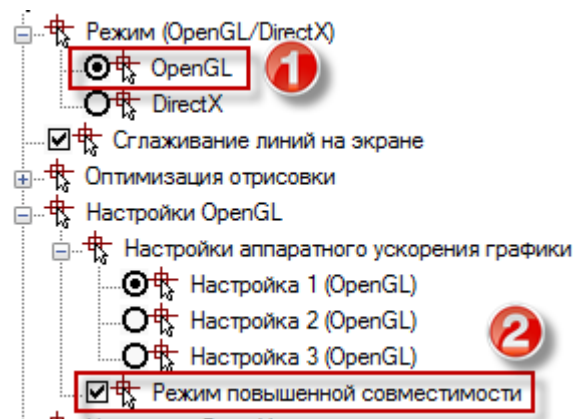 Режим (OpenGL/DirectX)
OpenGL
1
DirectX
Сглаживание линий на экране
Оптимизация отрисовки
Настройки OpenGL
Настройки аппаратного ускорения графики
Настройка 1 (OpenGL)
Настройка 2 (OpenGL)
2
Настройка 3 (OpenGL)
Режим повышенной совместимости